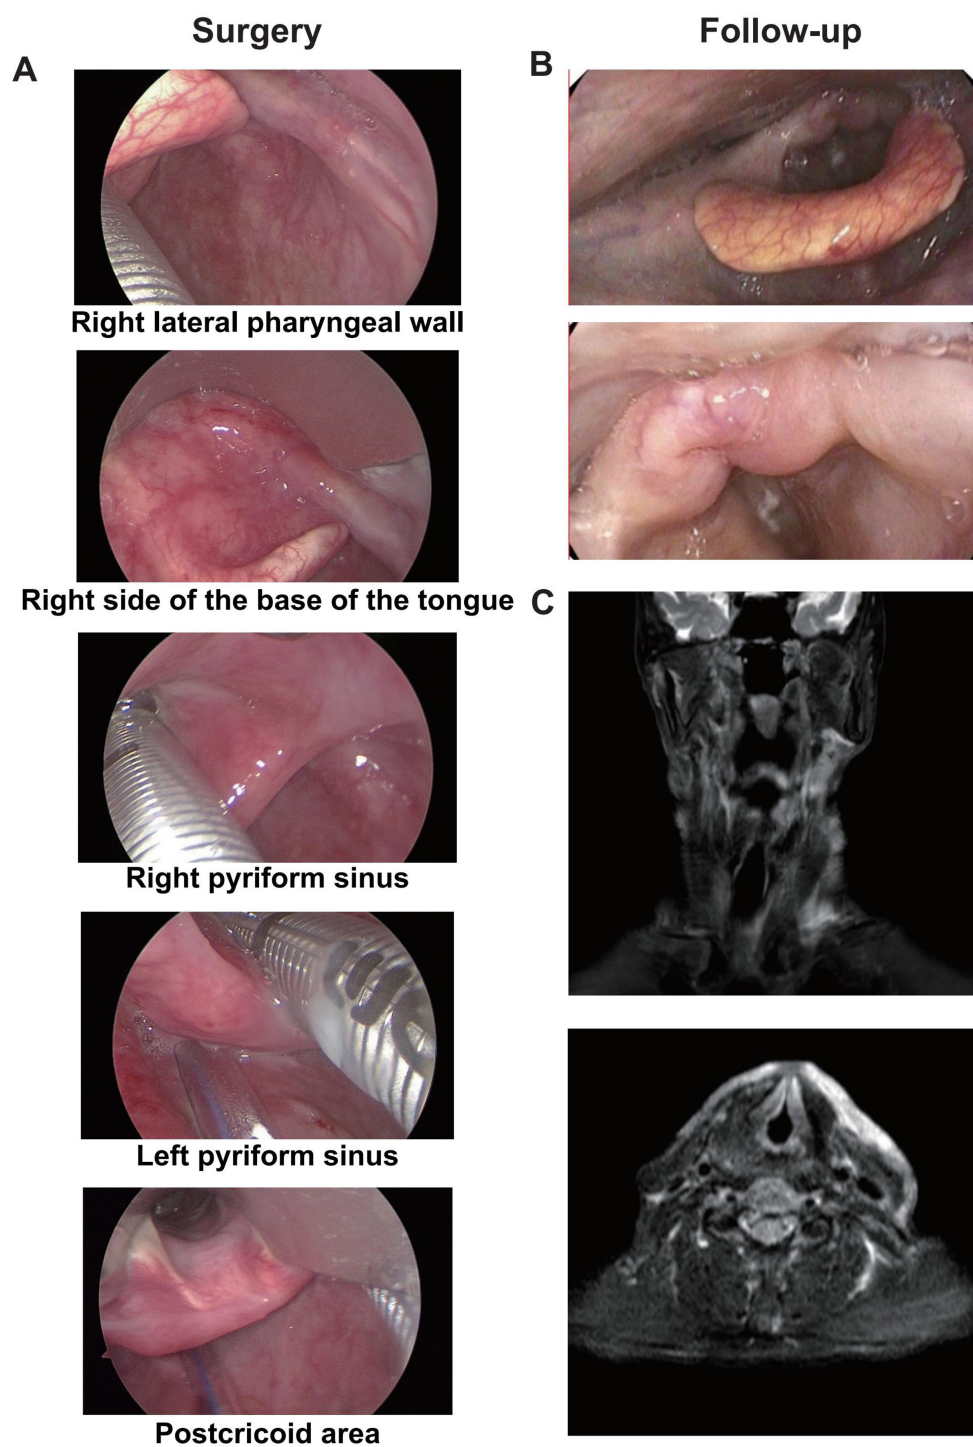 Surgery
Follow-up
A
B
Right lateral pharyngeal wall
Right side of the base of the tongue
C
Right pyriform sinus
Left pyriform sinus
Postcricoid area